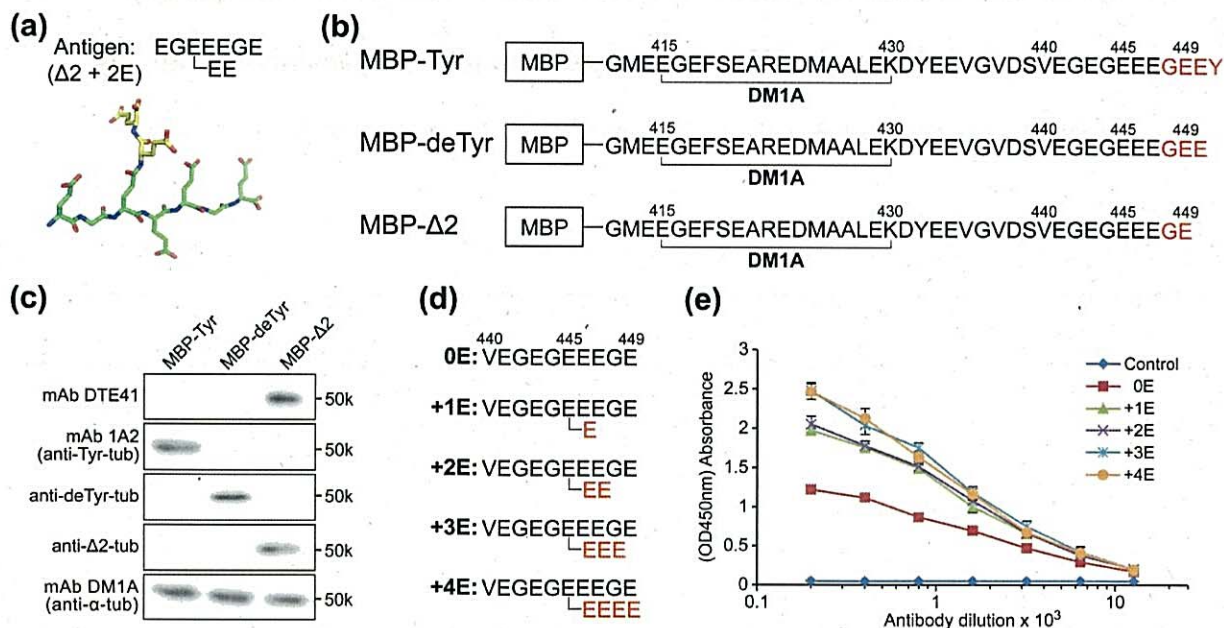 (a)
Antigen: EGEEEGE
(Δ2 + 2E) EE
(b)
415 430 440 445 449
MBP-Tyr MBP GMEEGEFSEAREDMAALEKDYEEVGVDSVEGEGEEEGEEY
DM1A
415 430 440 445 449
MBP-deTyr MBP GMEEGEFSEAREDMAALEKDYEEVGVDSVEGEGEEEGEE
DM1A
415 430 440 445 449
MBP-Δ2 MBP GMEEGEFSEAREDMAALEKDYEEVGVDSVEGEGEEEGE
DM1A
(c)
MBP-Tyr MBP-deTyr MBP-Δ2
mAb DTE41 50k
mAb 1A2
(anti-Tyr-tub) 50k
anti-deTyr-tub 50k
anti-Δ2-tub 50k
mAb DM1A
(anti-α-tub) 50k
(d)
440 445 449
0E: VEGEGEEEGE
+1E: VEGEGEEEGE
E
+2E: VEGEGEEEGE
EE
+3E: VEGEGEEEGE
EEE
+4E: VEGEGEEEGE
EEEE
(e)
(OD450nm) Absorbance
3
2.5
2
1.5
1
0.5
0
0.1 1 10
Antibody dilution x 10³
Control
0E
+1E
+2E
+3E
+4E